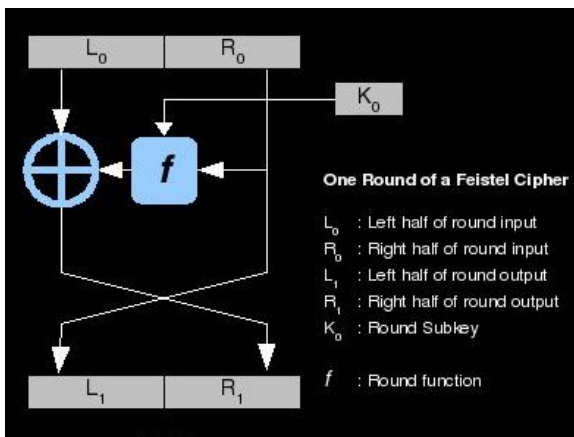 L₀ R₀
K₀
f
One Round of a Feistel Cipher
L₀ : Left half of round input
R₀ : Right half of round input
L₁ : Left half of round output
R₁ : Right half of round output
K₀ : Round Subkey
f : Round function
L₁ R₁